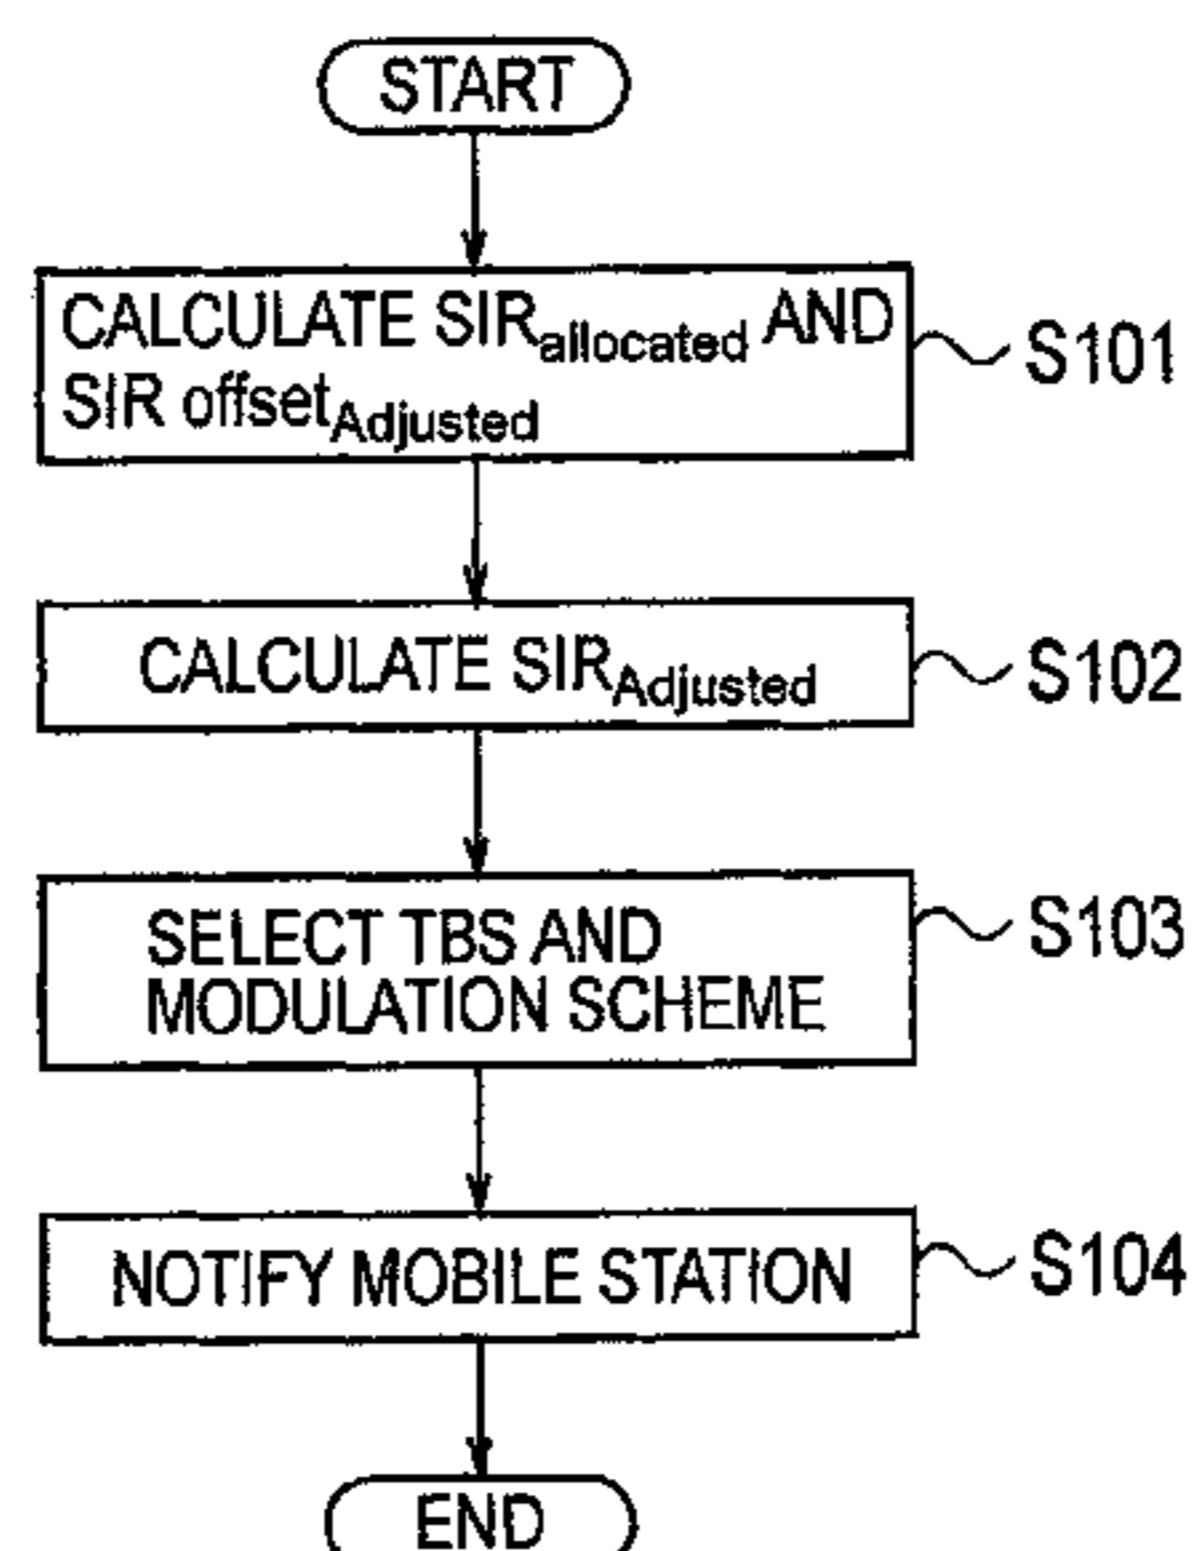 START
CALCULATE SIRallocated AND
SIR offsetAdjusted
S101
CALCULATE SIRAdjusted
S102
SELECT TBS AND
MODULATION SCHEME
S103
NOTIFY MOBILE STATION
S104
END